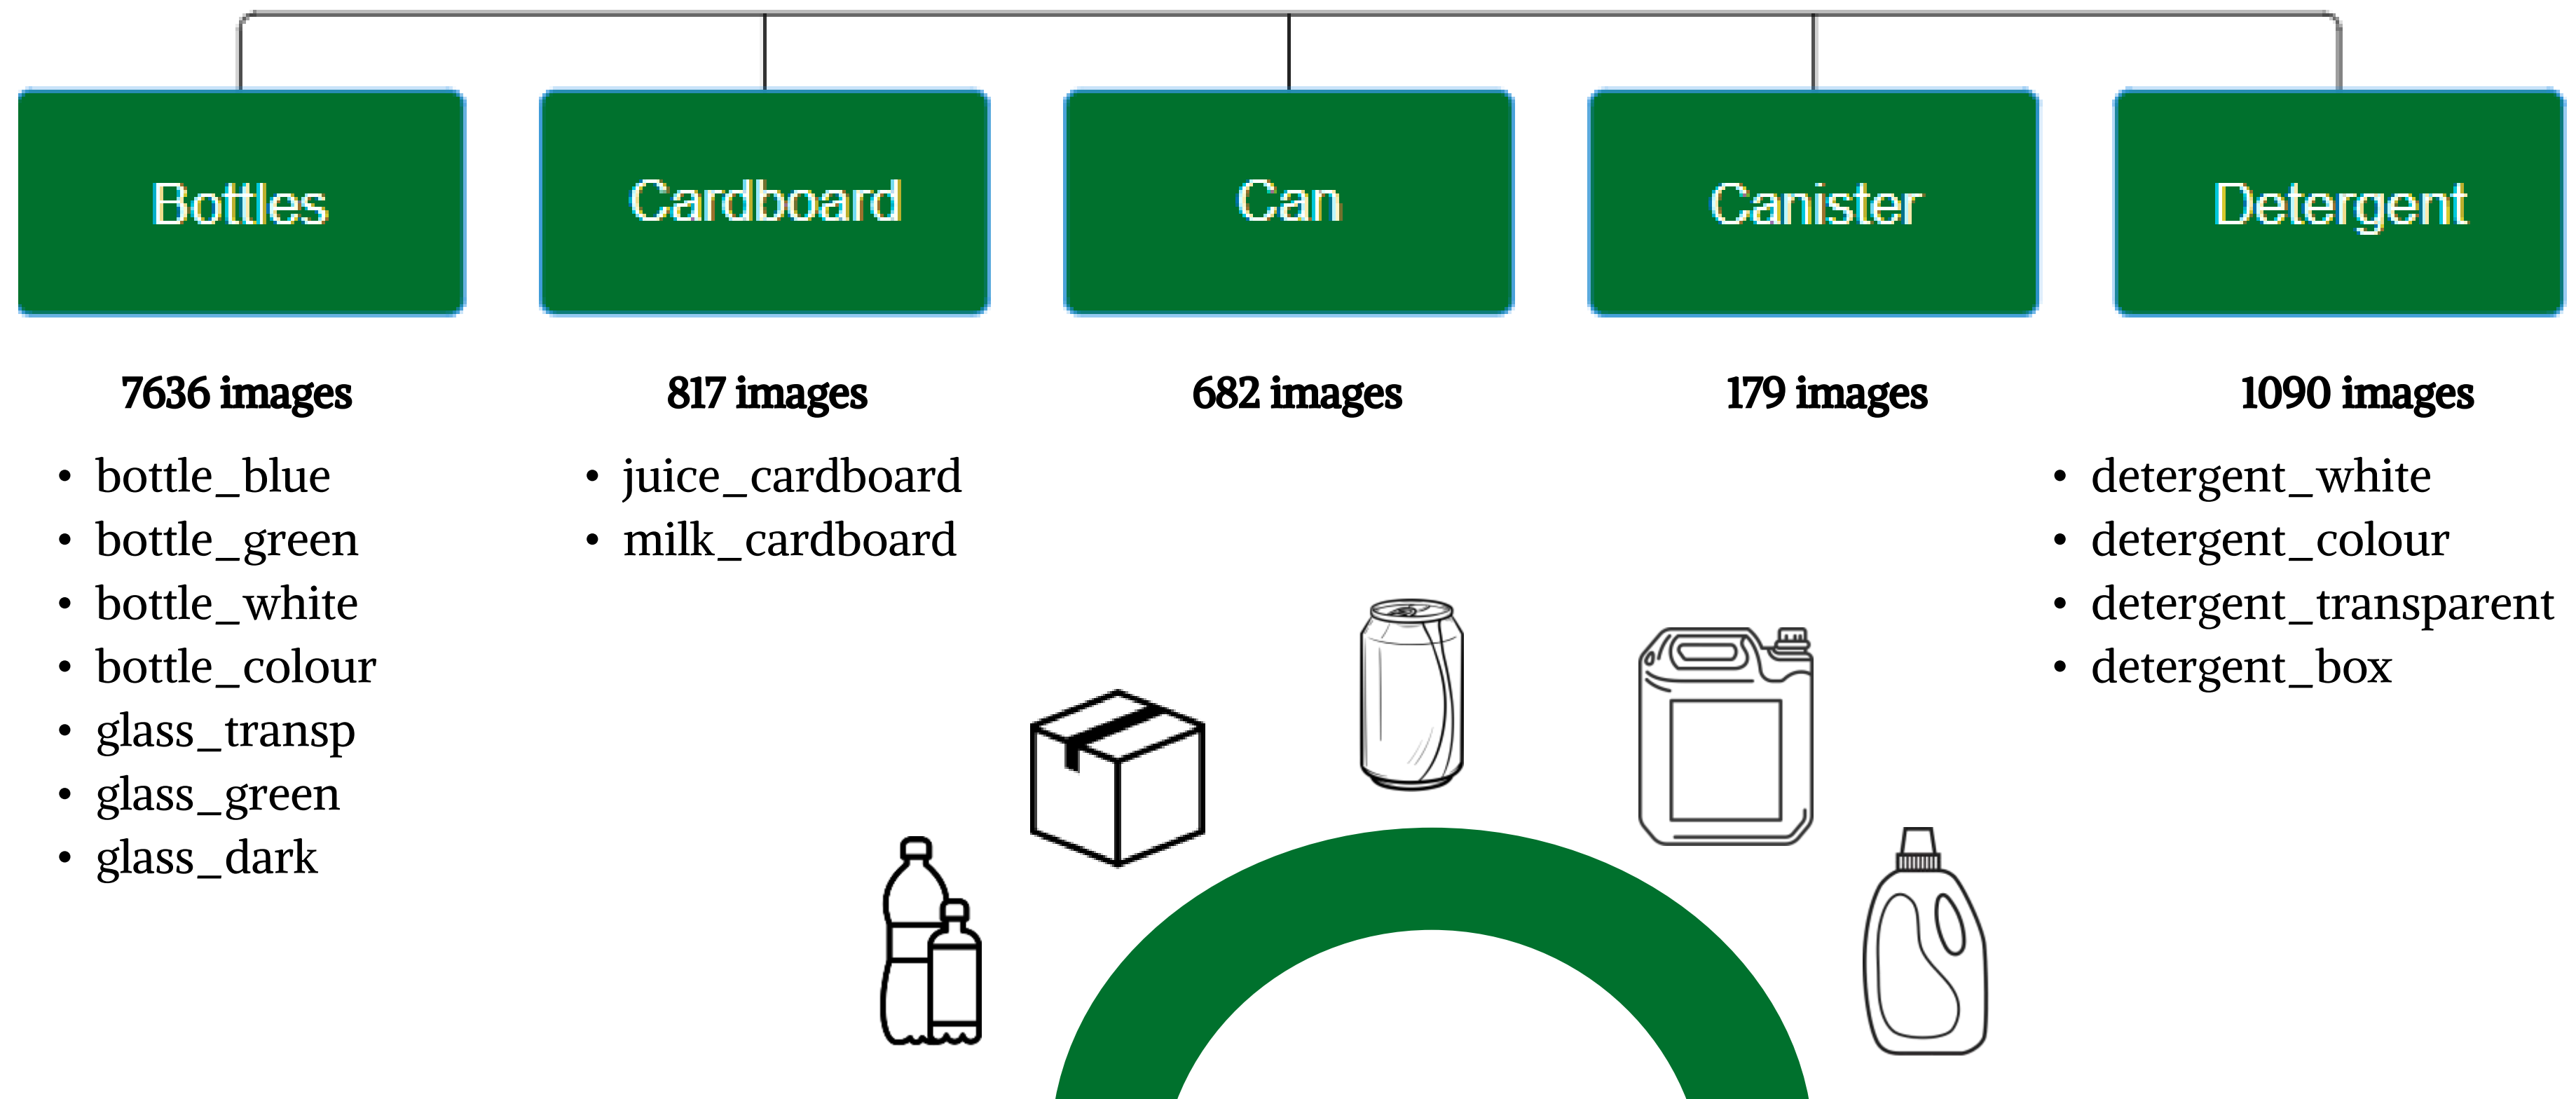 Bottles
Cardboard
Can
Canister
Detergent
7636 images
817 images
682 images
179 images
1090 images
• bottle_blue
• bottle_green
• bottle_white
• bottle_colour
• glass_transp
• glass_green
• glass_dark
• juice_cardboard
• milk_cardboard
• detergent_white
• detergent_colour
• detergent_transparent
• detergent_box